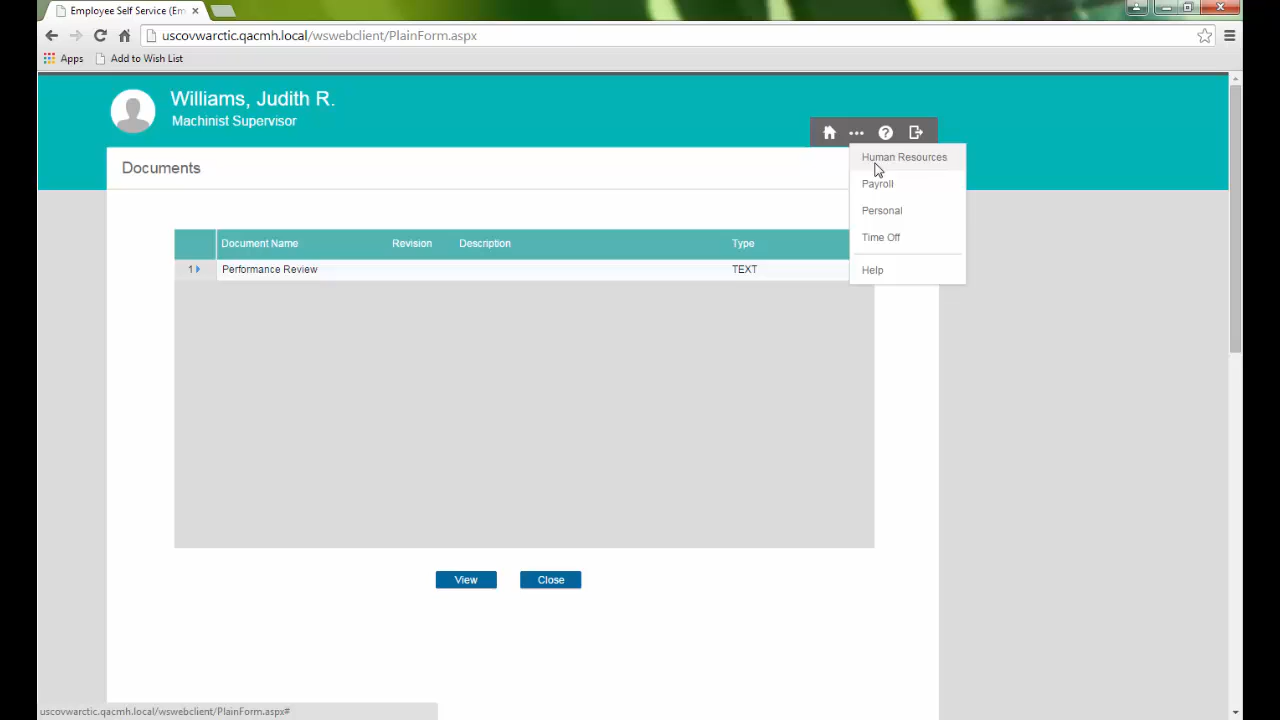 Employee Self Service (Em
uscovwarctic.qacmh.local/wswebclient/PlainForm.aspx
Apps Add to Wish List
Williams, Judith R.
Machinist Supervisor
Documents
Human Resources
Payroll
Personal
Time Off
Help
Document Name Revision Description Type
1 Performance Review TEXT
View Close
uscovwarctic.qacmh.local/wswebclient/PlainForm.aspx#